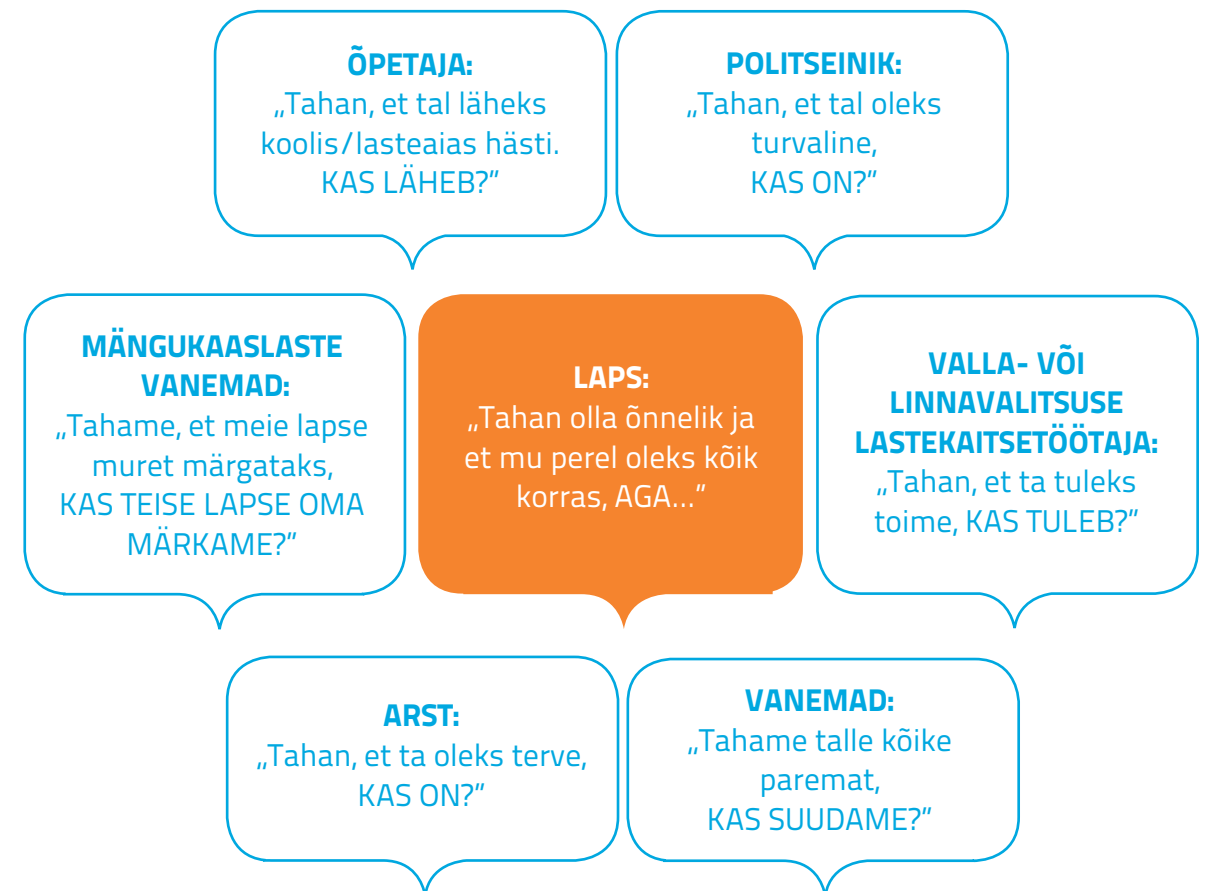 ÕPETAJA:
„Tahan, et tal läheks
koolis/lasteaias hästi.
KAS LÄHEB?”
POLITSEINIK:
„Tahan, et tal oleks
turvaline,
KAS ON?”
MÄNGUKAASLASTE
VANEMAD:
„Tahame, et meie lapse
muret märgataks,
KAS TEISE LAPSE OMA
MÄRKAME?”
LAPS:
„Tahan olla õnnelik ja
et mu perel oleks kõik
korras, AGA...”
VALLA- VÕI
LINNAVALITSUSE
LASTEKAITSETÖÖTAJA:
„Tahan, et ta tuleks
toime, KAS TULEB?”
ARST:
„Tahan, et ta oleks terve,
KAS ON?”
VANEMAD:
„Tahame talle kõike
paremat,
KAS SUUDAME?”